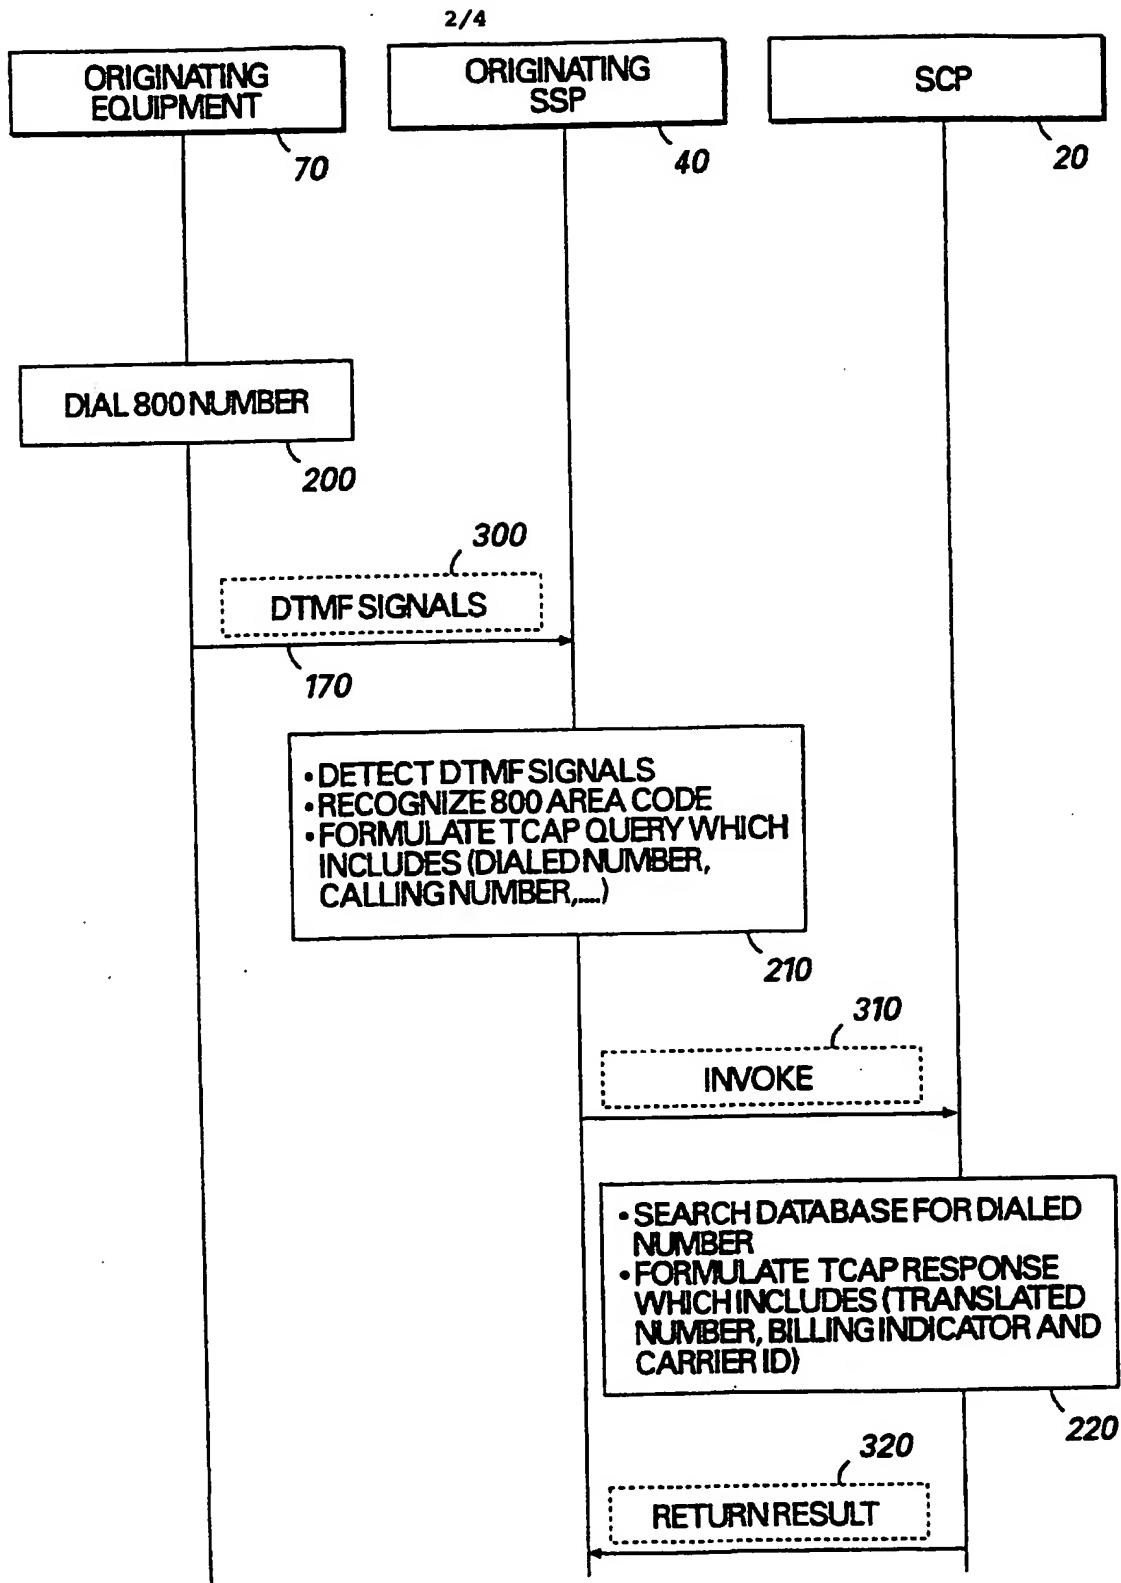 2/4
ORIGINATING
EQUIPMENT
70
ORIGINATING
SSP
40
SCP
20
DIAL 800 NUMBER
200
300
DTMF SIGNALS
170
• DETECT DTMF SIGNALS
• RECOGNIZE 800 AREA CODE
• FORMULATE TCAP QUERY WHICH
INCLUDES (DIALED NUMBER,
CALLING NUMBER,....)
210
310
INVOKE
• SEARCH DATABASE FOR DIALED
NUMBER
• FORMULATE TCAP RESPONSE
WHICH INCLUDES (TRANSLATED
NUMBER, BILLING INDICATOR AND
CARRIER ID)
220
320
RETURN RESULT